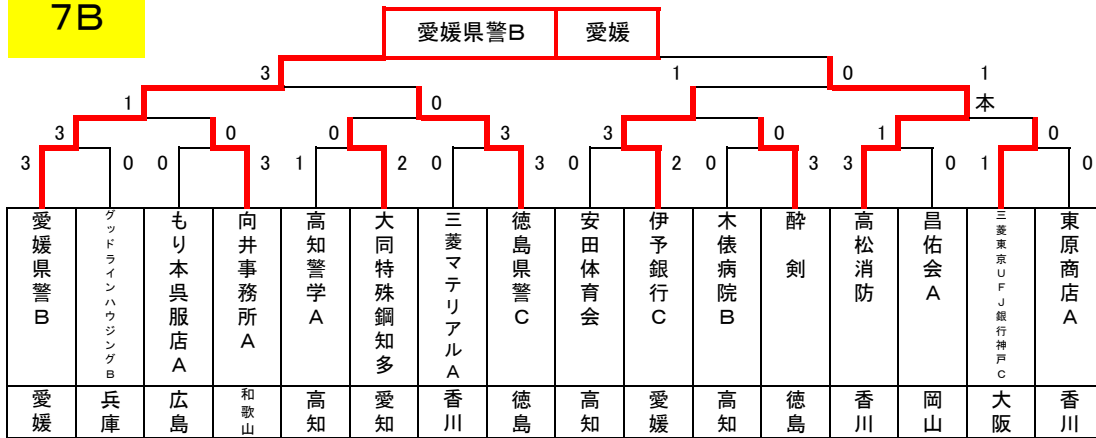 ７Ｂ
愛媛県警Ｂ 愛媛
3 1 0 1
1 0 本
3 0 0 3 3 0 1 0
3 0 0 3 1 2 0 3 0 2 0 3 3 0 1 0
愛媛県警Ｂ
グッドラインハウジングＢ
もり本呉服店Ａ
向井事務所Ａ
高知警学Ａ
大同特殊鋼知多
三菱マテリアルＡ
徳島県警Ｃ
安田体育会
伊予銀行Ｃ
木俵病院Ｂ
酔剣
高松消防
昌佑会Ａ
三菱東京ＵＦＪ銀行神戸Ｃ
東原商店Ａ
愛媛 兵庫 広島 和歌山 高知 愛知 香川 徳島 高知 愛媛 高知 徳島 香川 岡山 大阪 香川